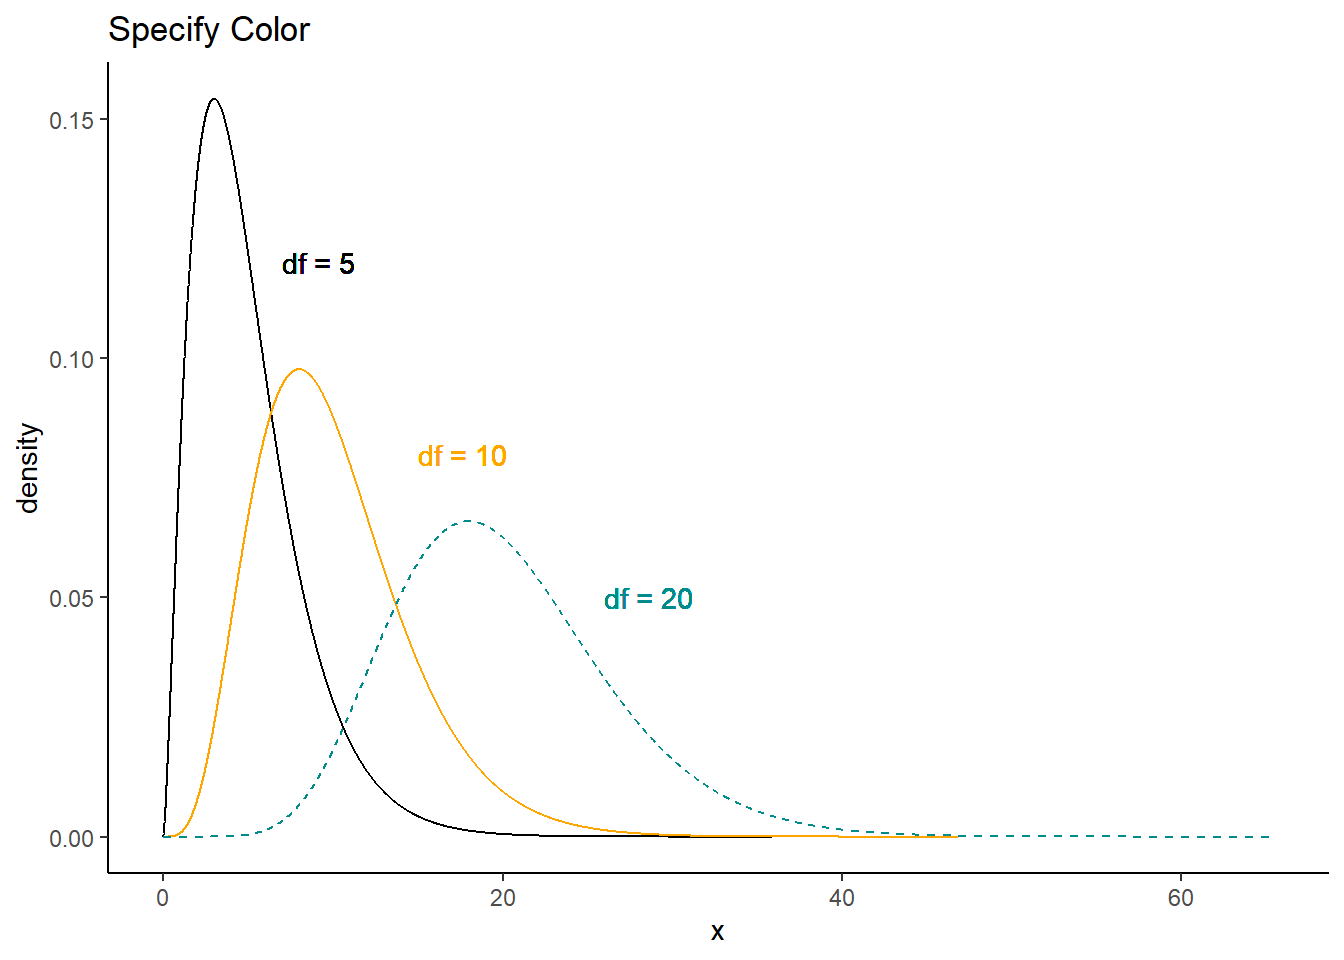 Specify Color
0.15
df = 5
0.10
df = 10
density
df = 20
0.05
0.00
0 20 40 60
x